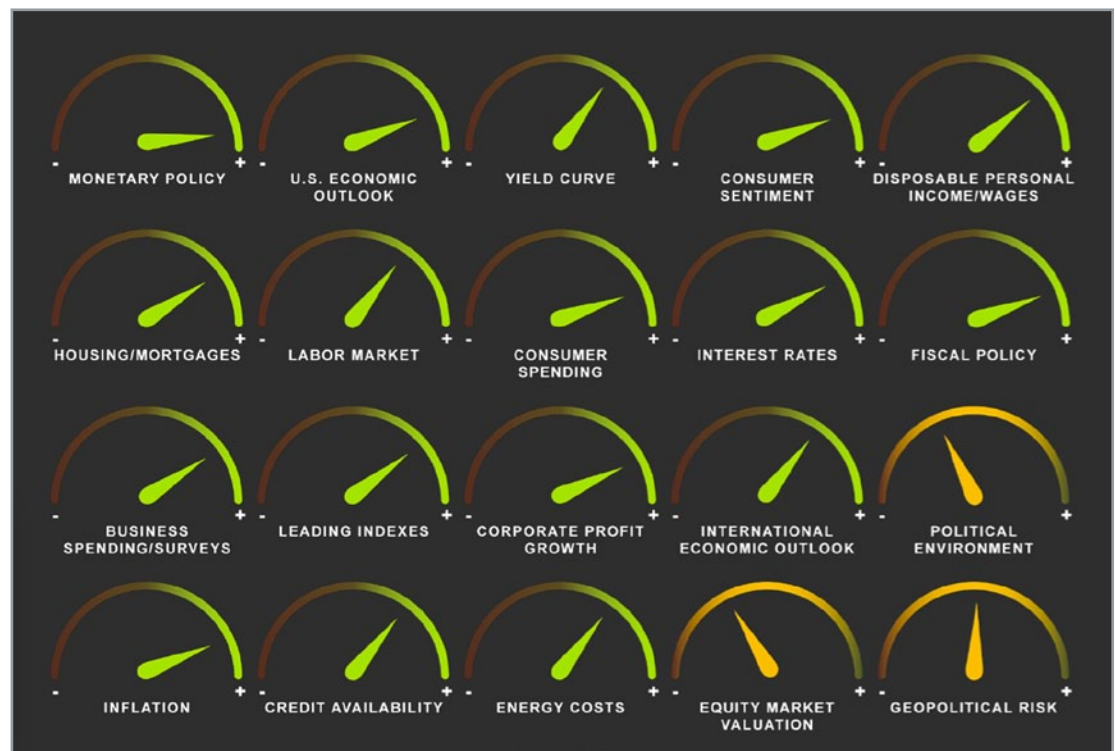 - +
MONETARY POLICY
- +
U.S. ECONOMIC
OUTLOOK
- +
YIELD CURVE
- +
CONSUMER
SENTIMENT
- +
DISPOSABLE PERSONAL
INCOME/WAGES
- +
HOUSING/MORTGAGES
- +
LABOR MARKET
- +
CONSUMER
SPENDING
- +
INTEREST RATES
- +
FISCAL POLICY
- +
BUSINESS
SPENDING/SURVEYS
- +
LEADING INDEXES
- +
CORPORATE PROFIT
GROWTH
- +
INTERNATIONAL
ECONOMIC OUTLOOK
- +
POLITICAL
ENVIRONMENT
- +
INFLATION
- +
CREDIT AVAILABILITY
- +
ENERGY COSTS
- +
EQUITY MARKET
VALUATION
- +
GEOPOLITICAL RISK